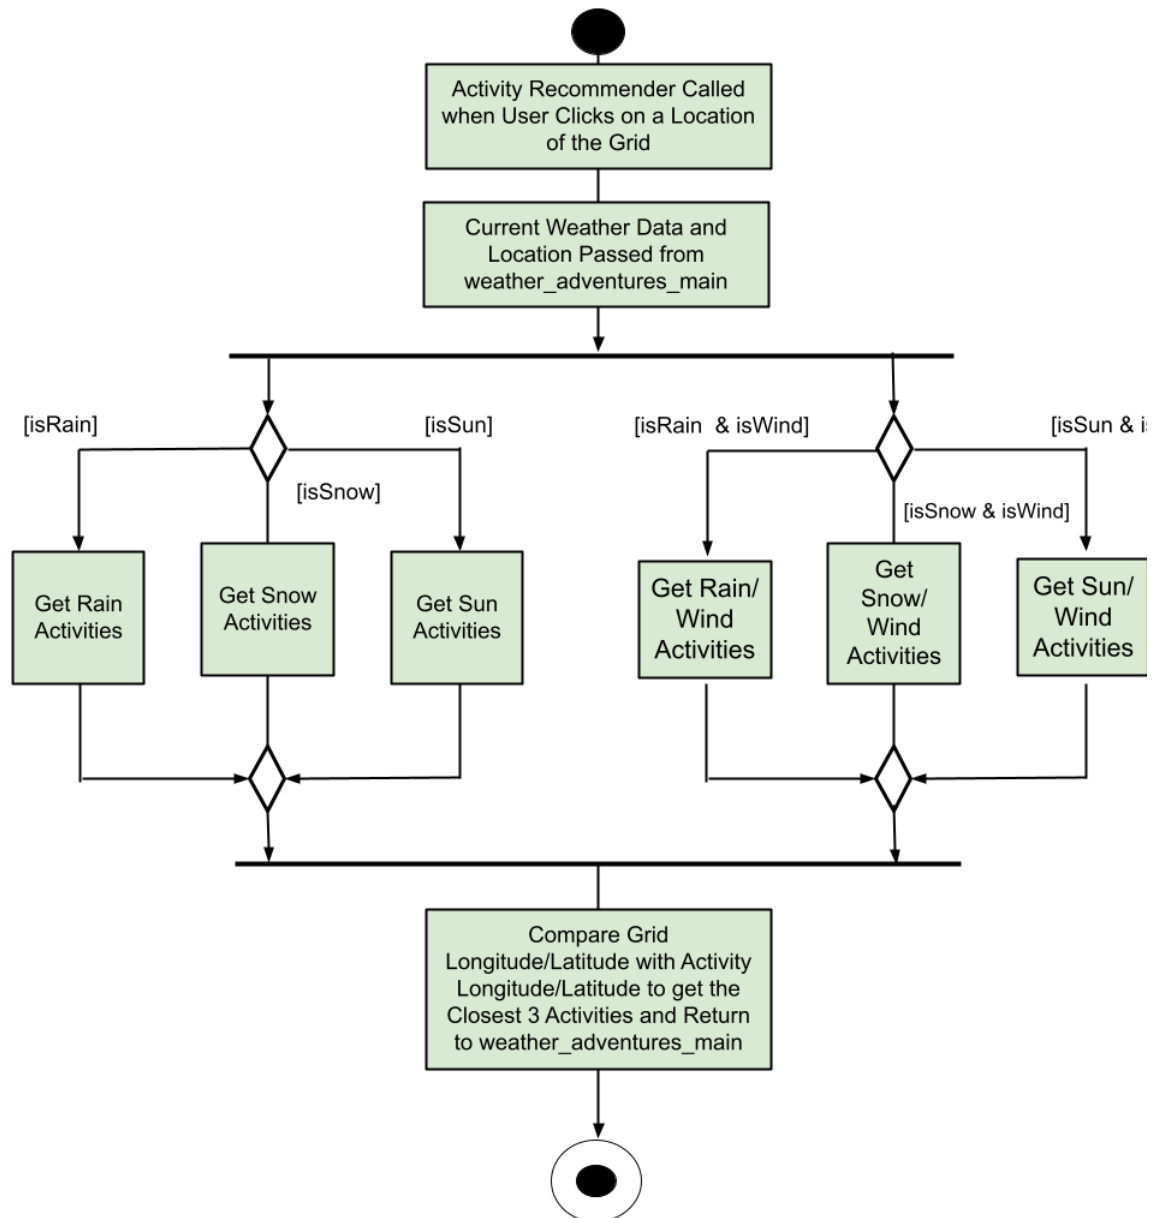 Activity Recommender Called
when User Clicks on a Location
of the Grid
Current Weather Data and
Location Passed from
weather_adventures_main
[isRain]
[isSun]
[isSnow]
[isRain & isWind]
[isSun &
[isSnow & isWind]
Get Rain
Activities
Get Snow
Activities
Get Sun
Activities
Get Rain/
Wind
Activities
Get
Snow/
Wind
Activities
Get Sun/
Wind
Activities
Compare Grid
Longitude/Latitude with Activity
Longitude/Latitude to get the
Closest 3 Activities and Return
to weather_adventures_main